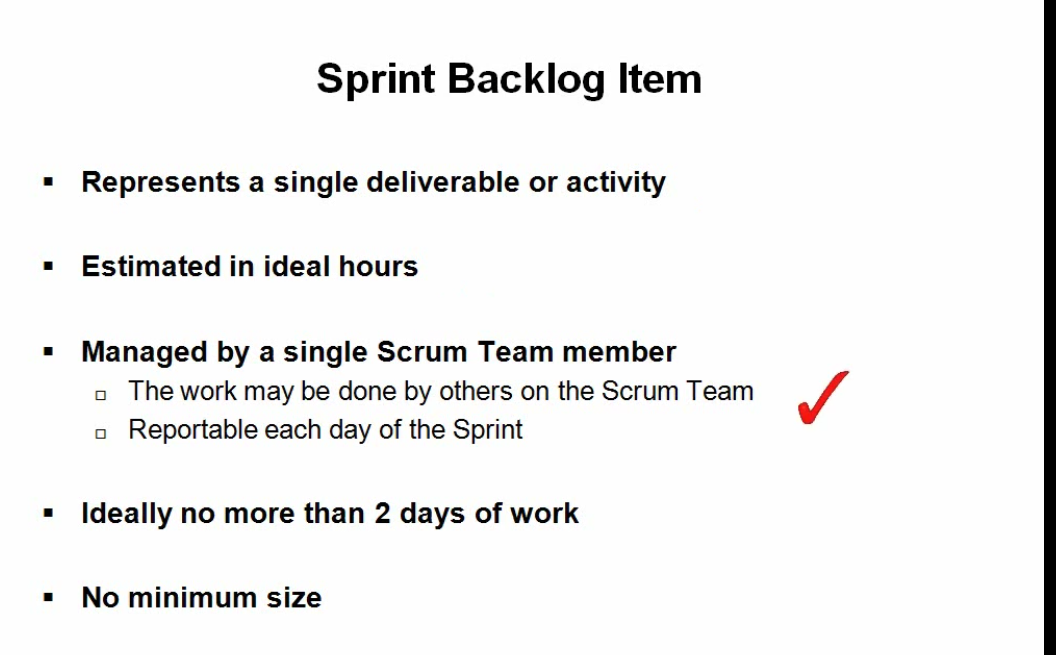 Sprint Backlog Item
Represents a single deliverable or activity
Estimated in ideal hours
Managed by a single Scrum Team member
The work may be done by others on the Scrum Team
Reportable each day of the Sprint
Ideally no more than 2 days of work
No minimum size